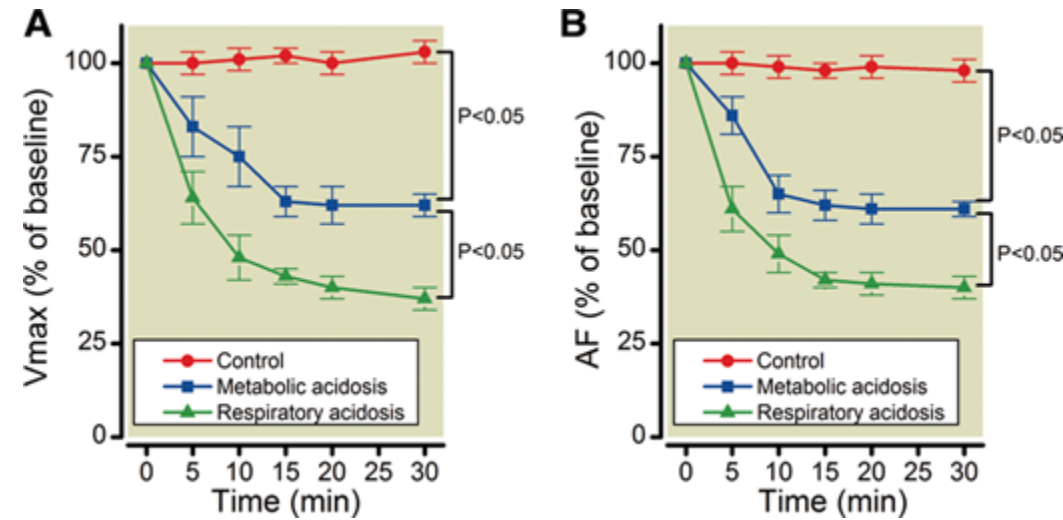 A
Vmax (% of baseline)
100
75
50
25
0
P<0.05
P<0.05
Control
Metabolic acidosis
Respiratory acidosis
0 5 10 15 20 25 30
Time (min)
B
AF (% of baseline)
100
75
50
25
0
P<0.05
P<0.05
Control
Metabolic acidosis
Respiratory acidosis
0 5 10 15 20 25 30
Time (min)